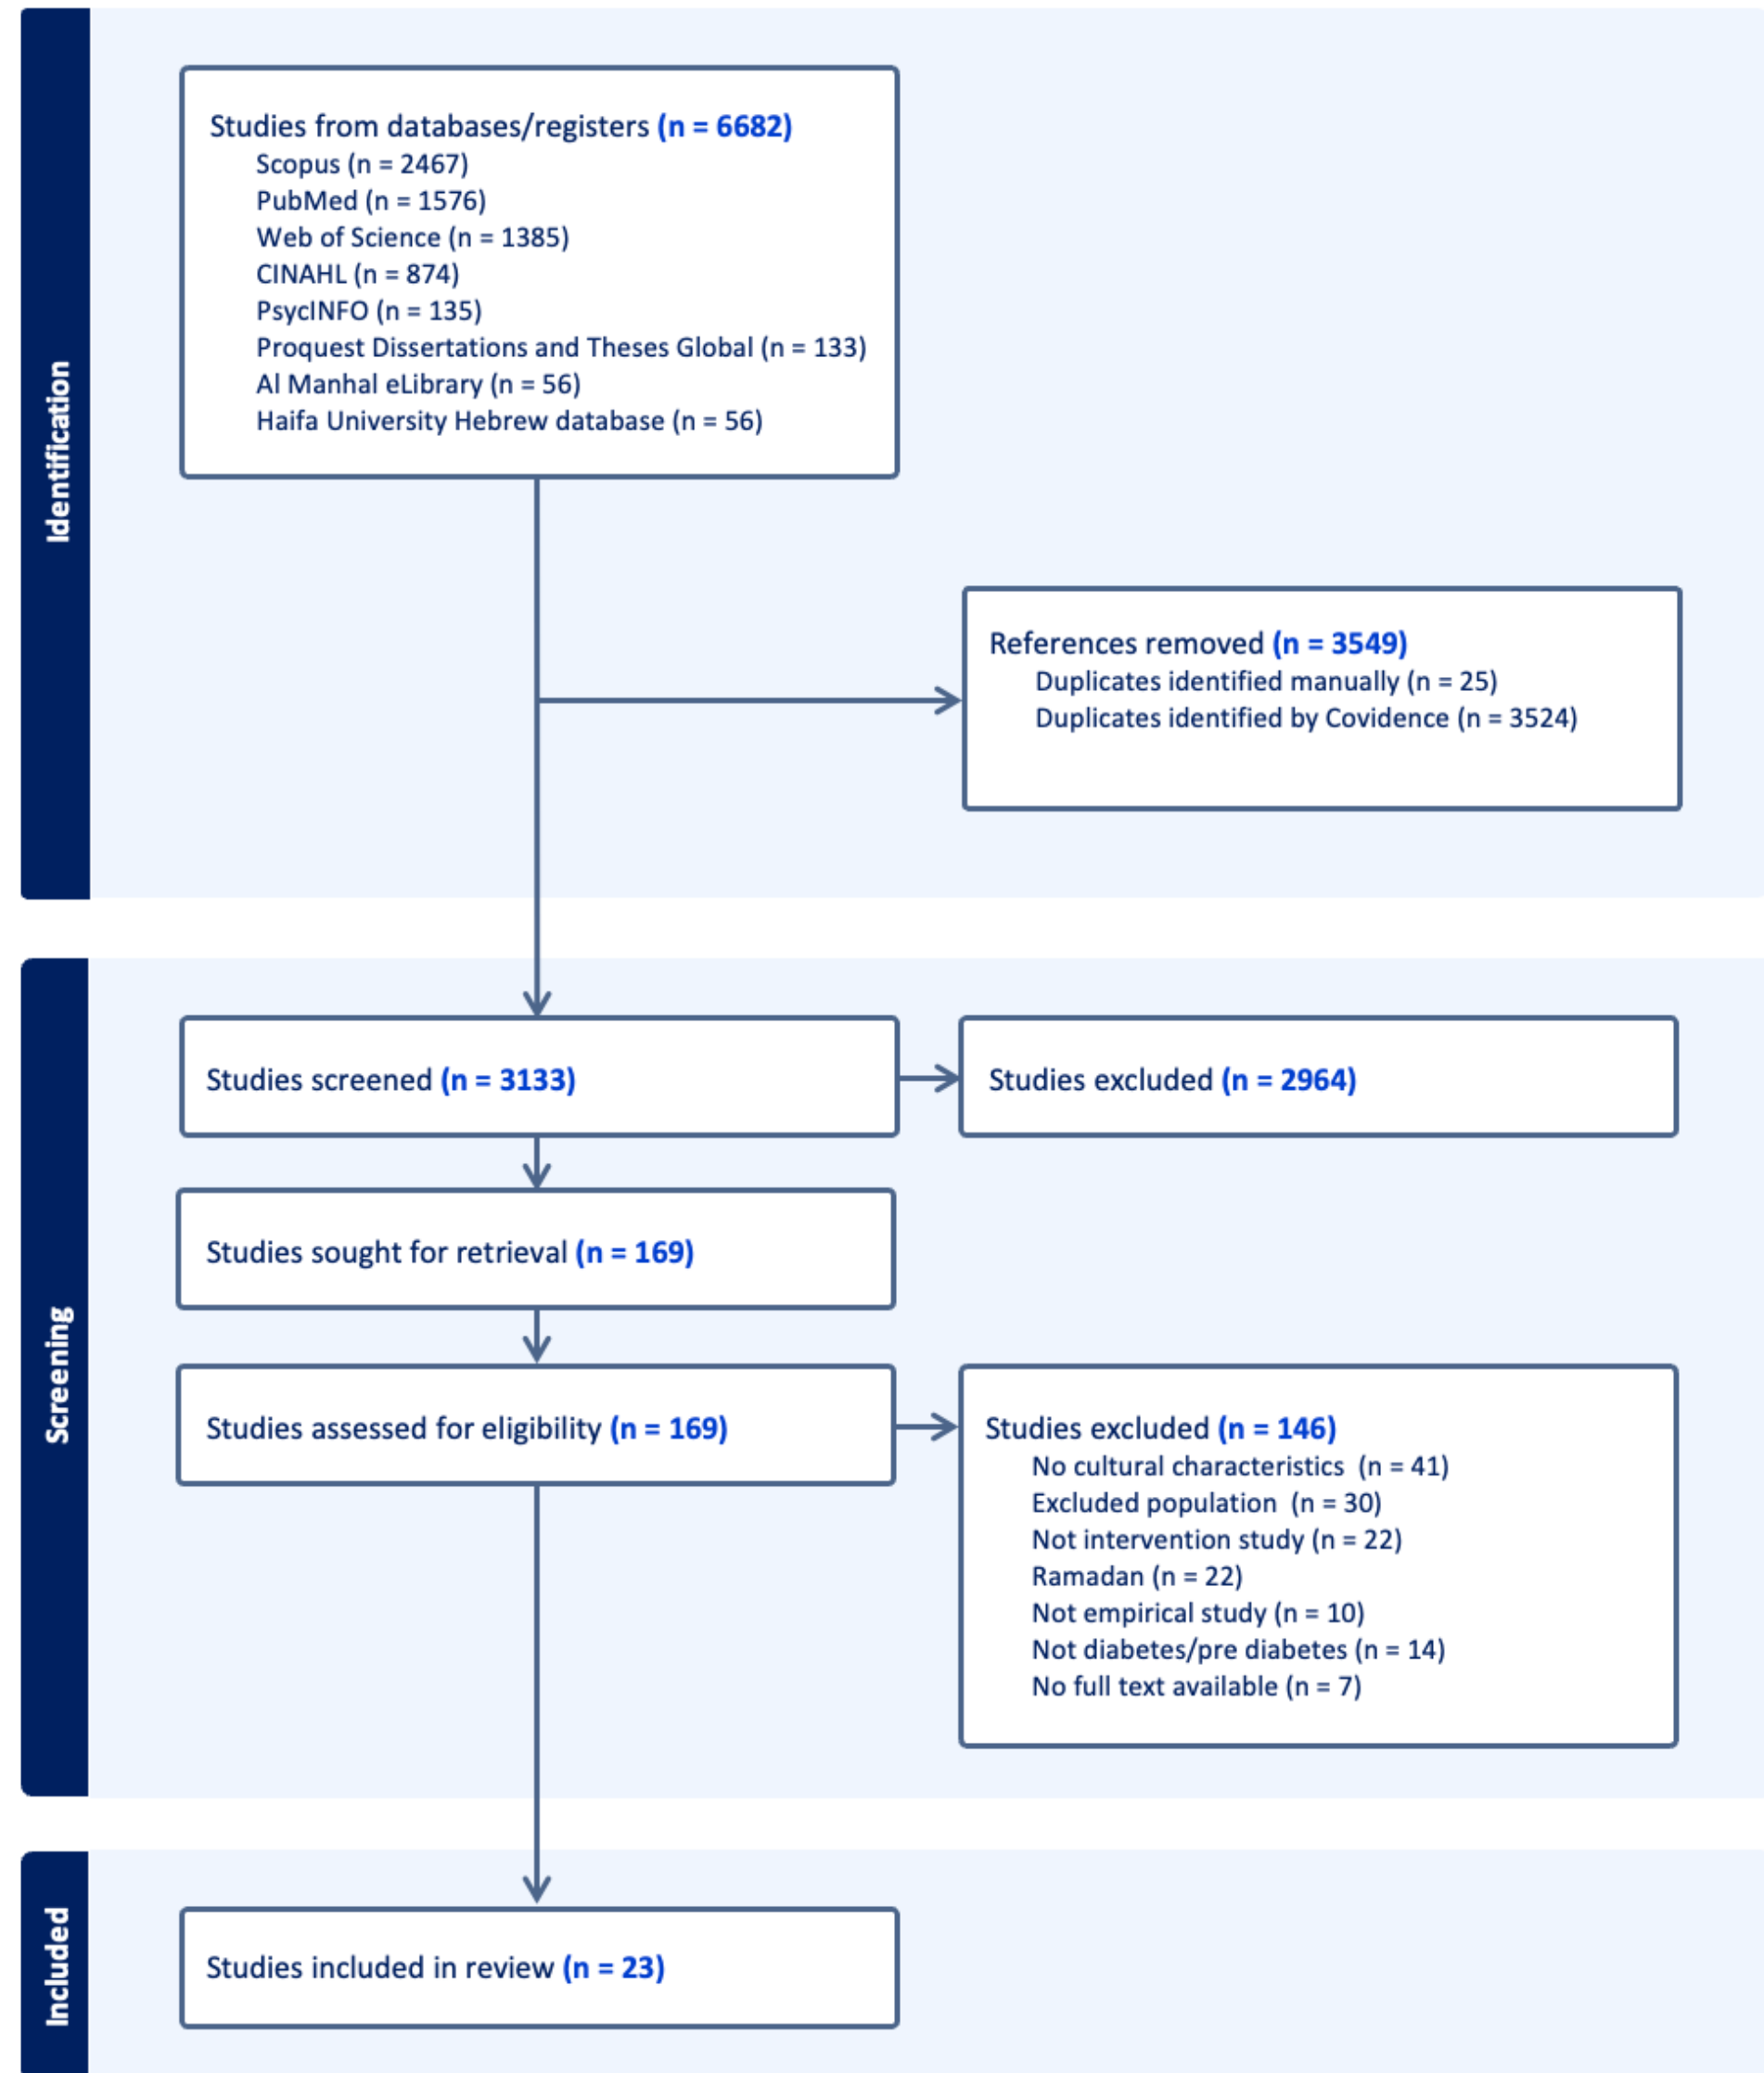 Identification
Studies from databases/registers (n = 6682)
Scopus (n = 2467)
PubMed (n = 1576)
Web of Science (n = 1385)
CINAHL (n = 874)
PsycINFO (n = 135)
Proquest Dissertations and Theses Global (n = 133)
Al Manhal eLibrary (n = 56)
Haifa University Hebrew database (n = 56)
References removed (n = 3549)
Duplicates identified manually (n = 25)
Duplicates identified by Covidence (n = 3524)
Screening
Studies screened (n = 3133)
Studies excluded (n = 2964)
Studies sought for retrieval (n = 169)
Studies assessed for eligibility (n = 169)
Studies excluded (n = 146)
No cultural characteristics (n = 41)
Excluded population (n = 30)
Not intervention study (n = 22)
Ramadan (n = 22)
Not empirical study (n = 10)
Not diabetes/pre diabetes (n = 14)
No full text available (n = 7)
Included
Studies included in review (n = 23)